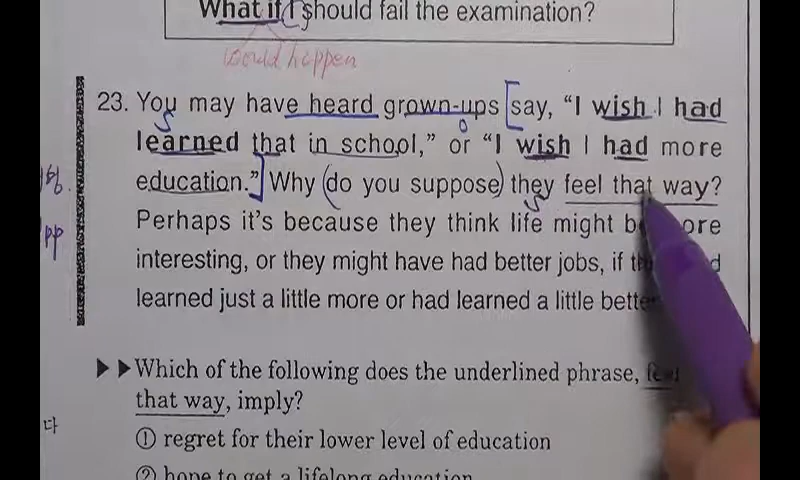 What if I should fail the examination?
would happen
23. You may have heard grown-ups say, "I wish I had
S
O
learned that in school," or "I wish I had more
education." Why (do you suppose) they feel that way?
S
Perhaps it's because they think life might be more
pp
interesting, or they might have had better jobs, if
learned just a little more or had learned a little
▶▶Which of the following does the underlined phrase, feel
that way, imply?
다
① regret for their lower level of education
② hope to get a lifelong education